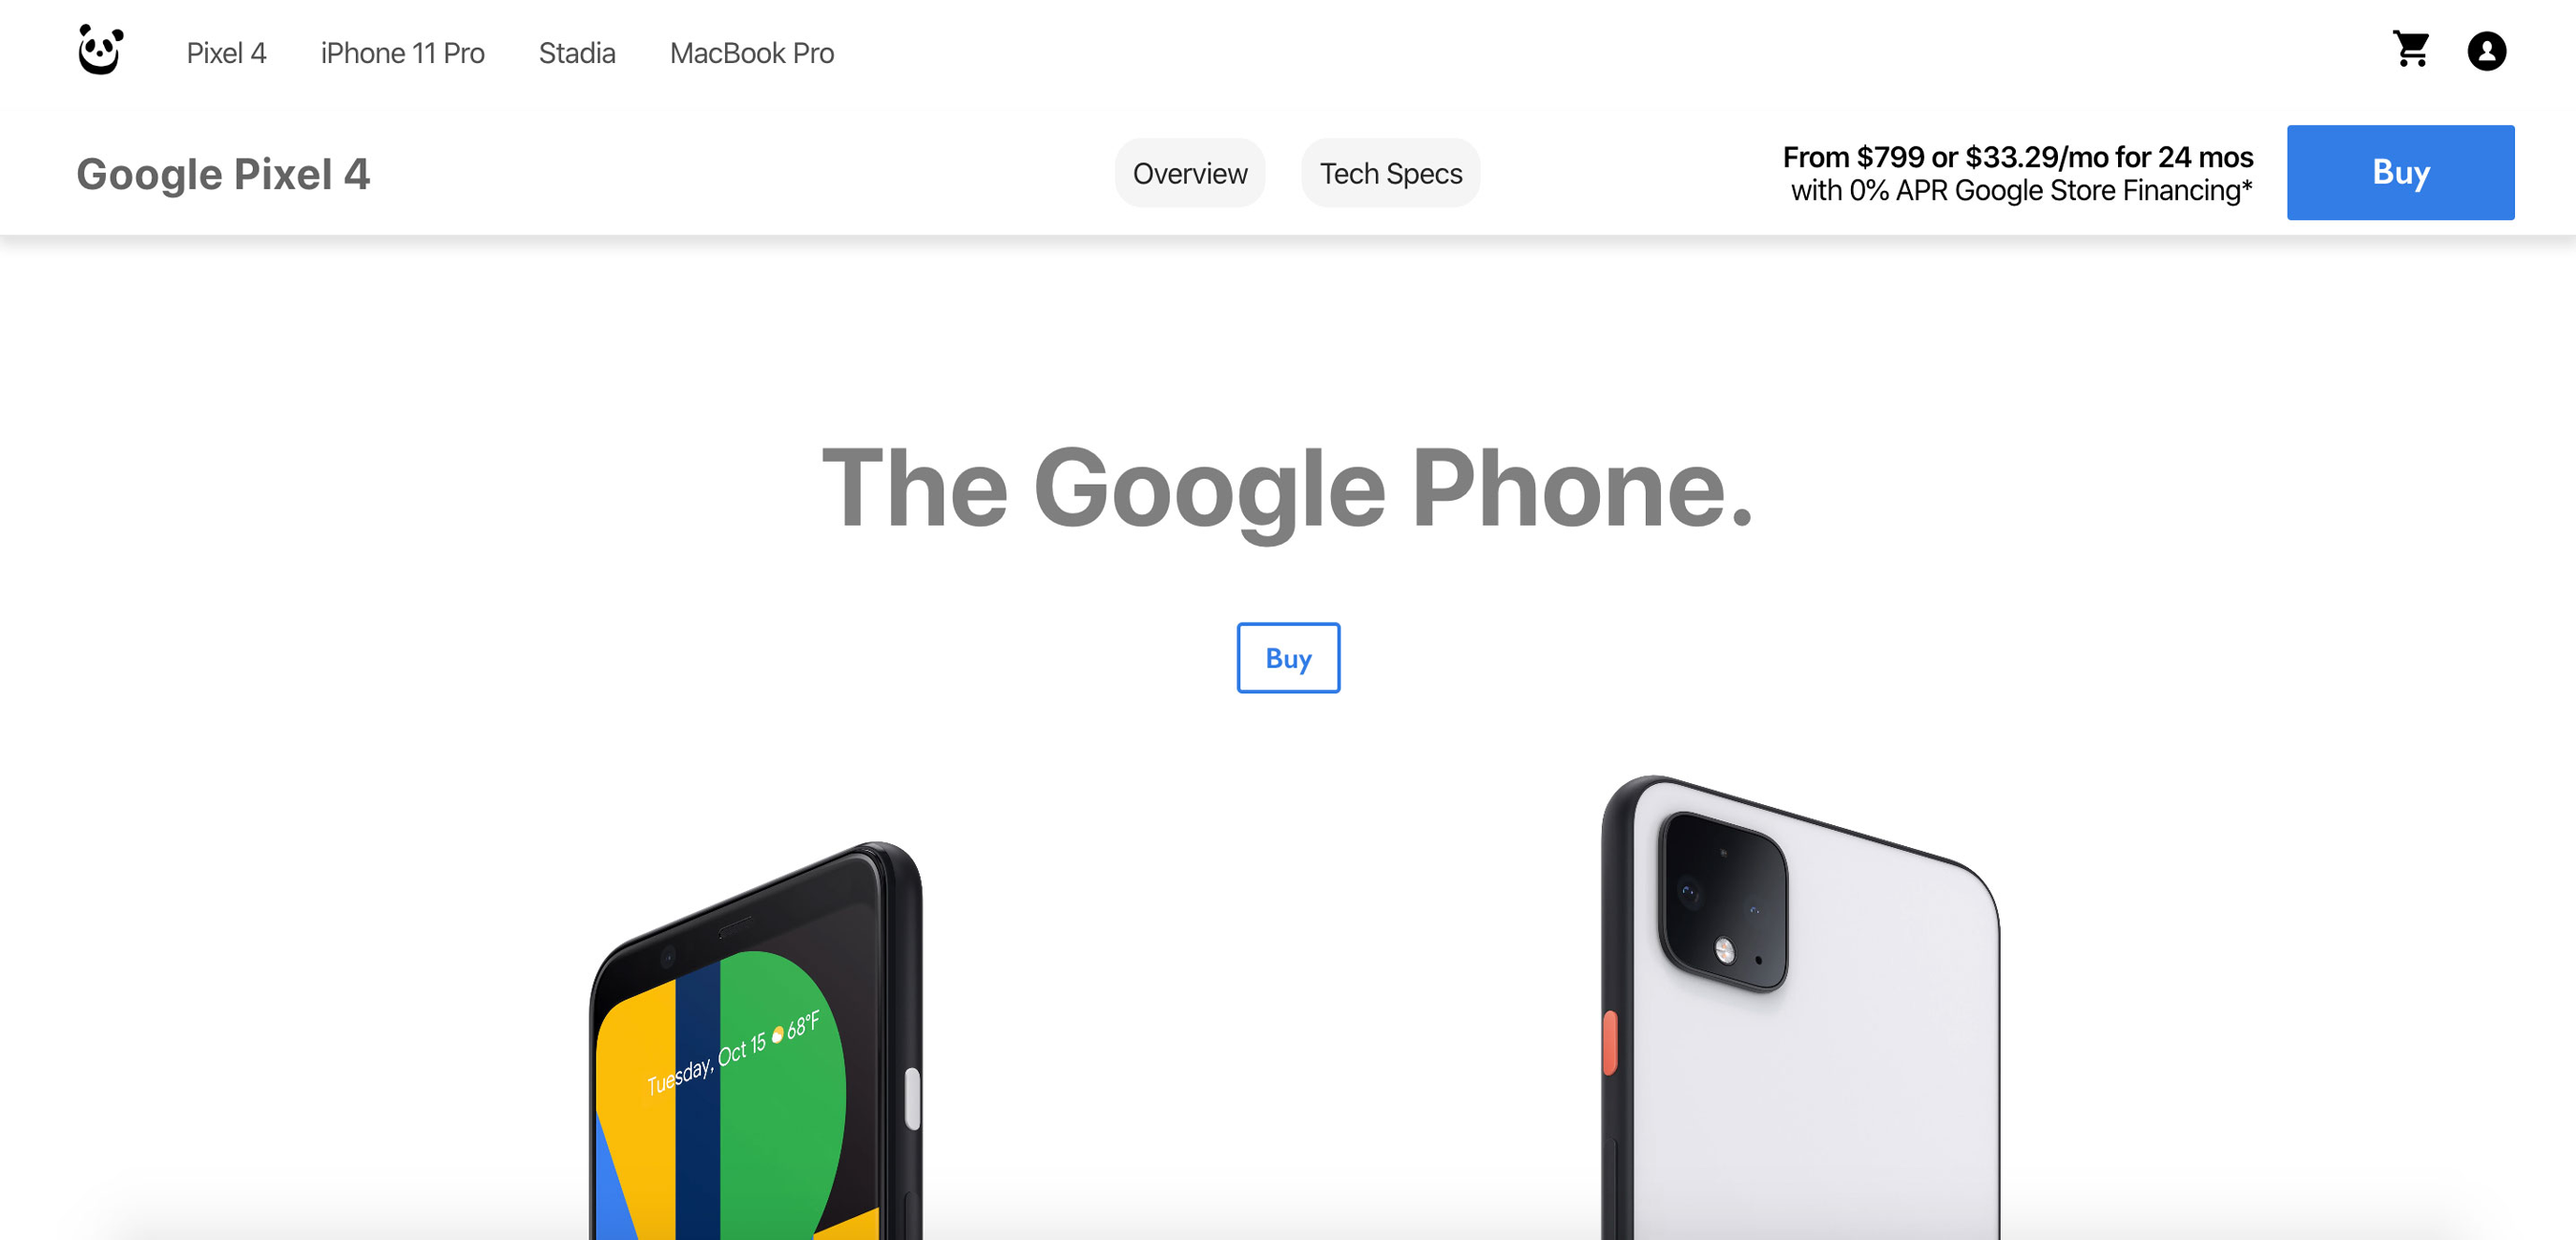 Pixel 4 iPhone 11 Pro Stadia MacBook Pro
Google Pixel 4
Overview Tech Specs
From $799 or $33.29/mo for 24 mos
with 0% APR Google Store Financing*
Buy
The Google Phone.
Buy
Tuesday, Oct 15 68°F